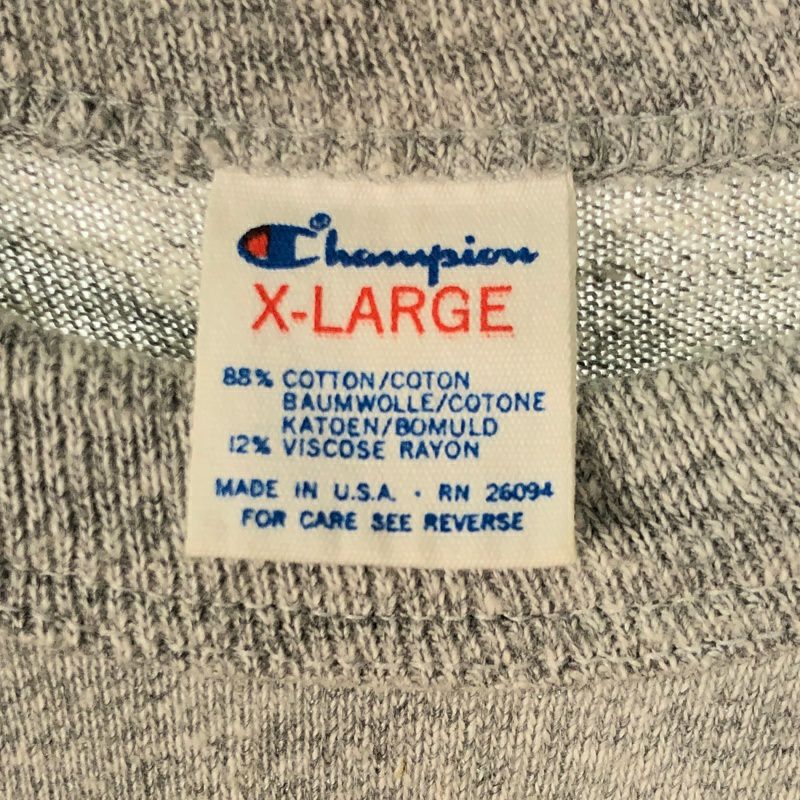 Champion
X-LARGE
88% COTTON/COTON
BAUMWOLLE/COTONE
KATOEN/BOMULD
12% VISCOSE RAYON
MADE IN U.S.A. · RN 26094
FOR CARE SEE REVERSE